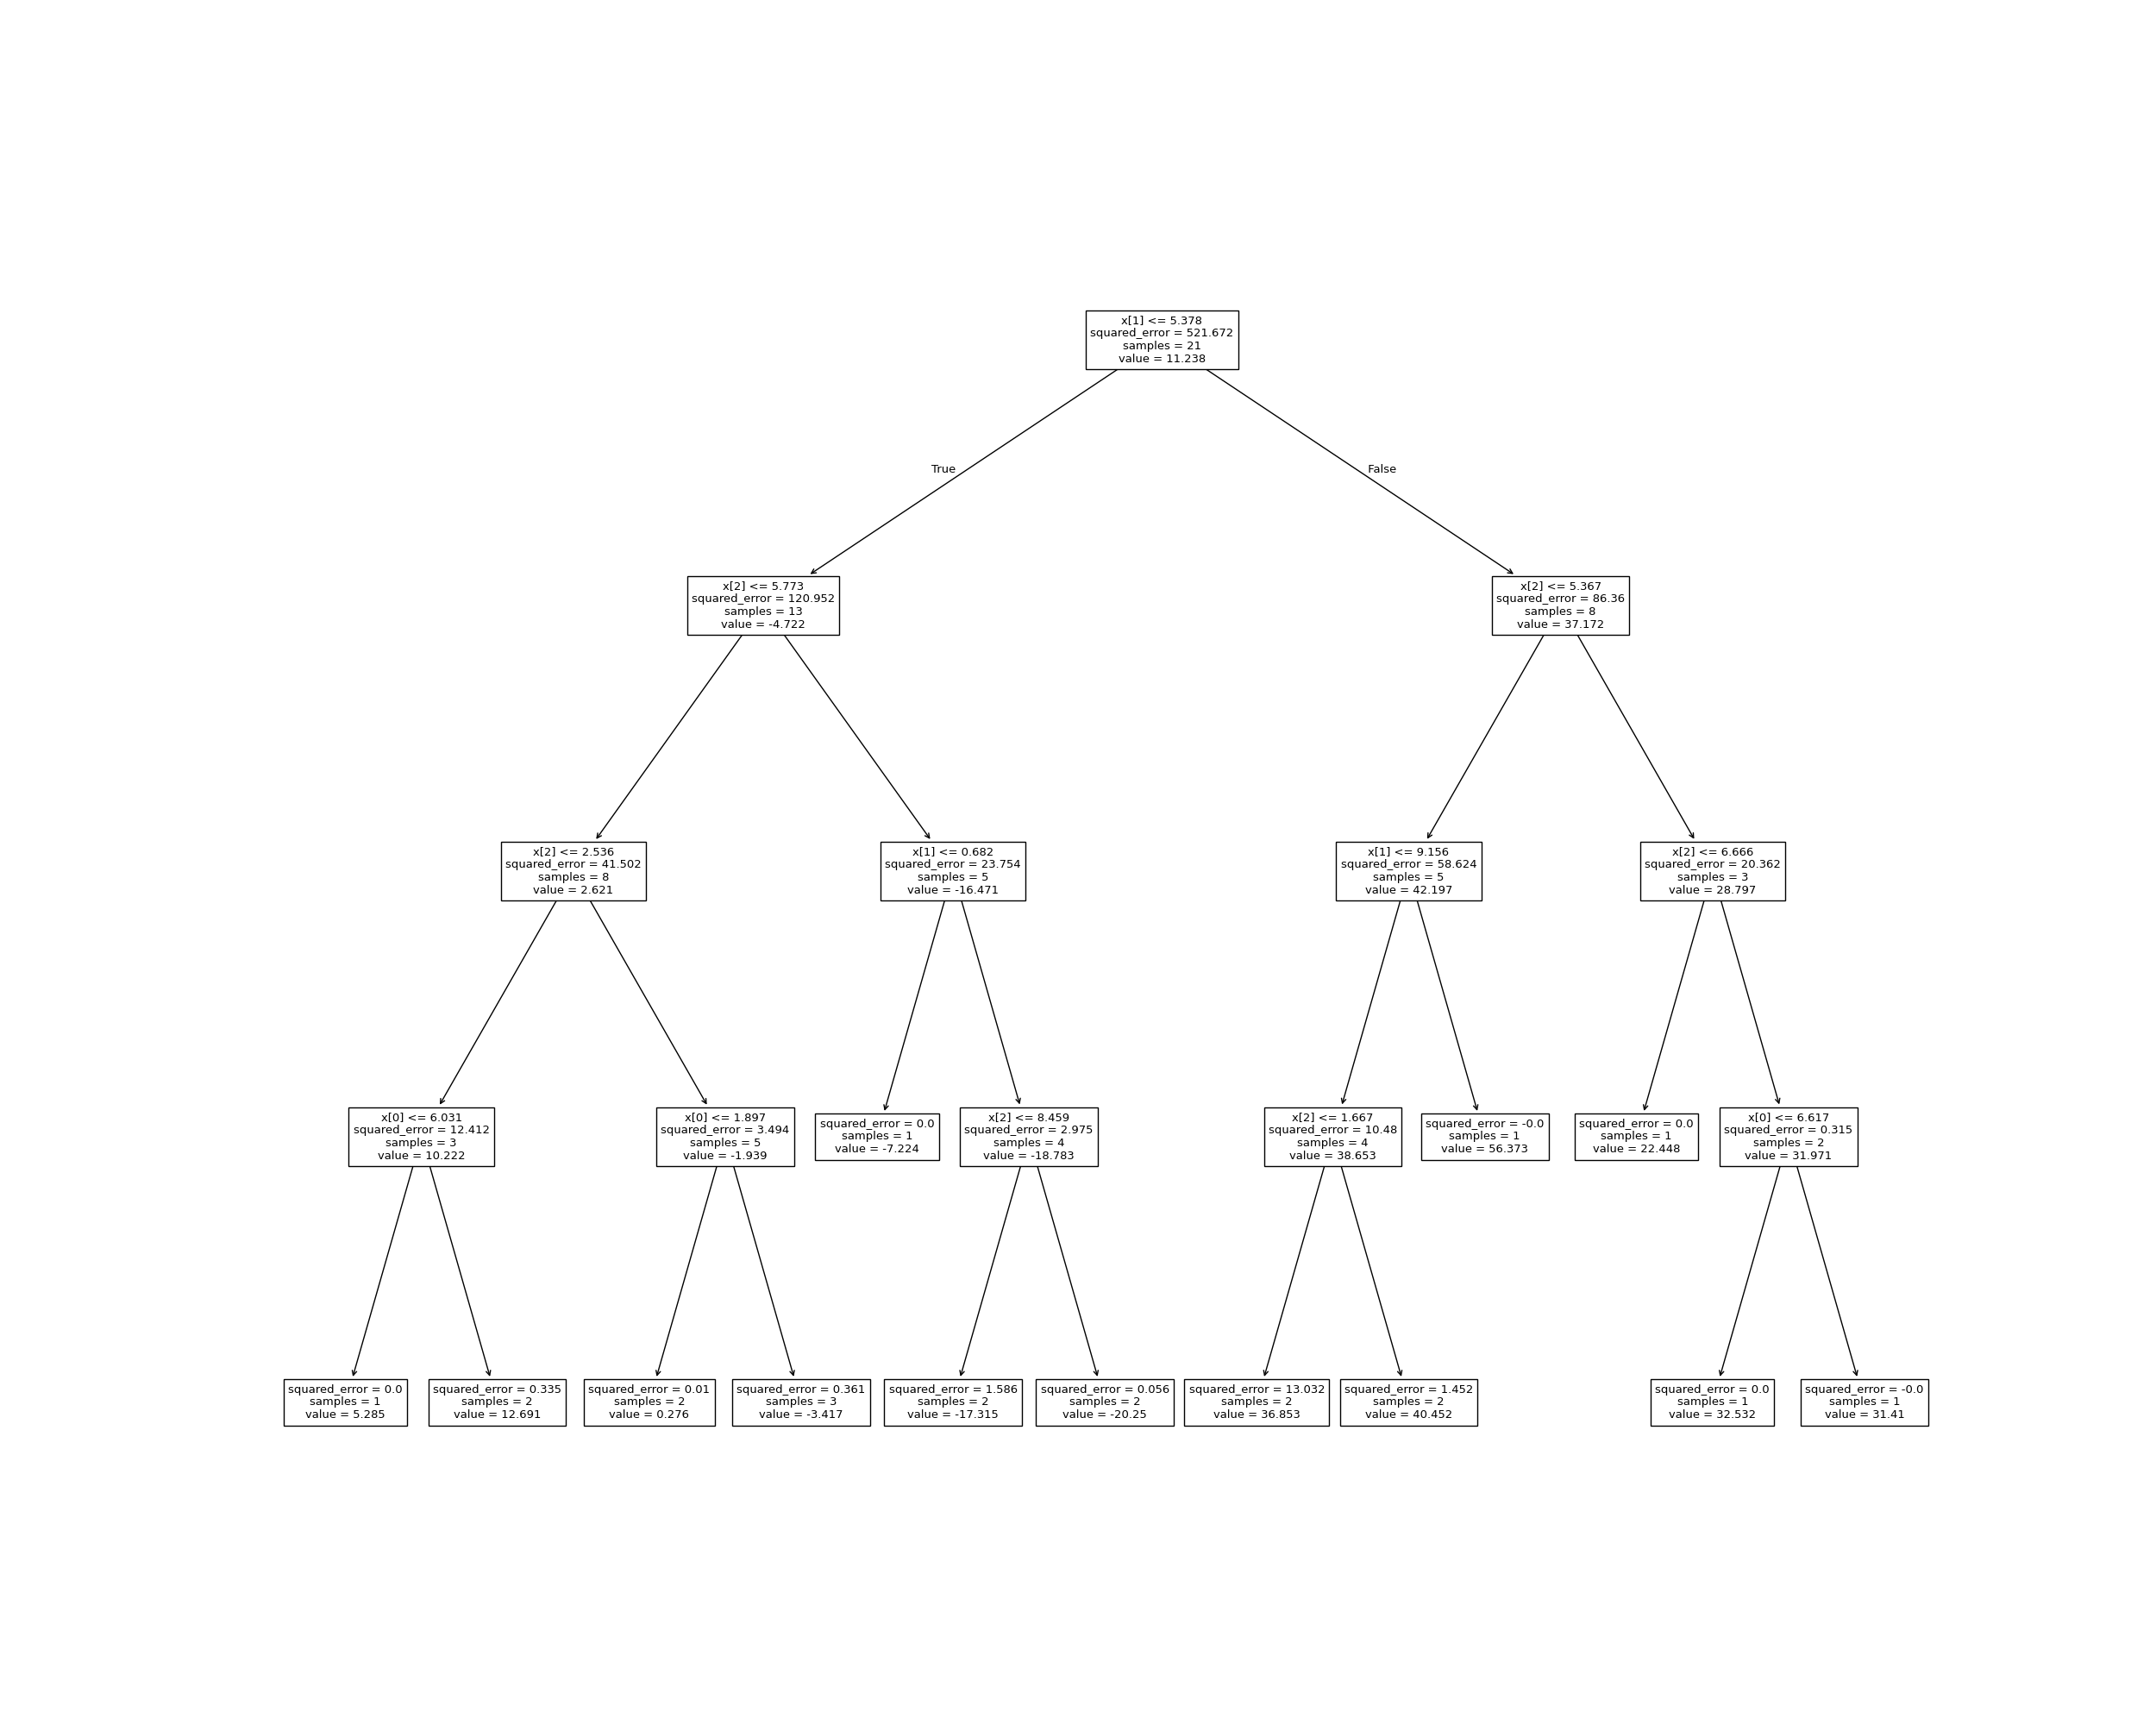 x[1] <= 5.378
squared_error = 521.672
samples = 21
value = 11.238
True
False
x[2] <= 5.773
squared_error = 120.952
samples = 13
value = -4.722
x[2] <= 5.367
squared_error = 86.36
samples = 8
value = 37.172
x[2] <= 2.536
squared_error = 41.502
samples = 8
value = 2.621
x[1] <= 0.682
squared_error = 23.754
samples = 5
value = -16.471
x[1] <= 9.156
squared_error = 58.624
samples = 5
value = 42.197
x[2] <= 6.666
squared_error = 20.362
samples = 3
value = 28.797
x[0] <= 6.031
squared_error = 12.412
samples = 3
value = 10.222
x[0] <= 1.897
squared_error = 3.494
samples = 5
value = -1.939
squared_error = 0.0
samples = 1
value = -7.224
x[2] <= 8.459
squared_error = 2.975
samples = 4
value = -18.783
x[2] <= 1.667
squared_error = 10.48
samples = 4
value = 38.653
squared_error = -0.0
samples = 1
value = 56.373
squared_error = 0.0
samples = 1
value = 22.448
x[0] <= 6.617
squared_error = 0.315
samples = 2
value = 31.971
squared_error = 0.0
samples = 1
value = 5.285
squared_error = 0.335
samples = 2
value = 12.691
squared_error = 0.01
samples = 2
value = 0.276
squared_error = 0.361
samples = 3
value = -3.417
squared_error = 1.586
samples = 2
value = -17.315
squared_error = 0.056
samples = 2
value = -20.25
squared_error = 13.032
samples = 2
value = 36.853
squared_error = 1.452
samples = 2
value = 40.452
squared_error = 0.0
samples = 1
value = 32.532
squared_error = -0.0
samples = 1
value = 31.41